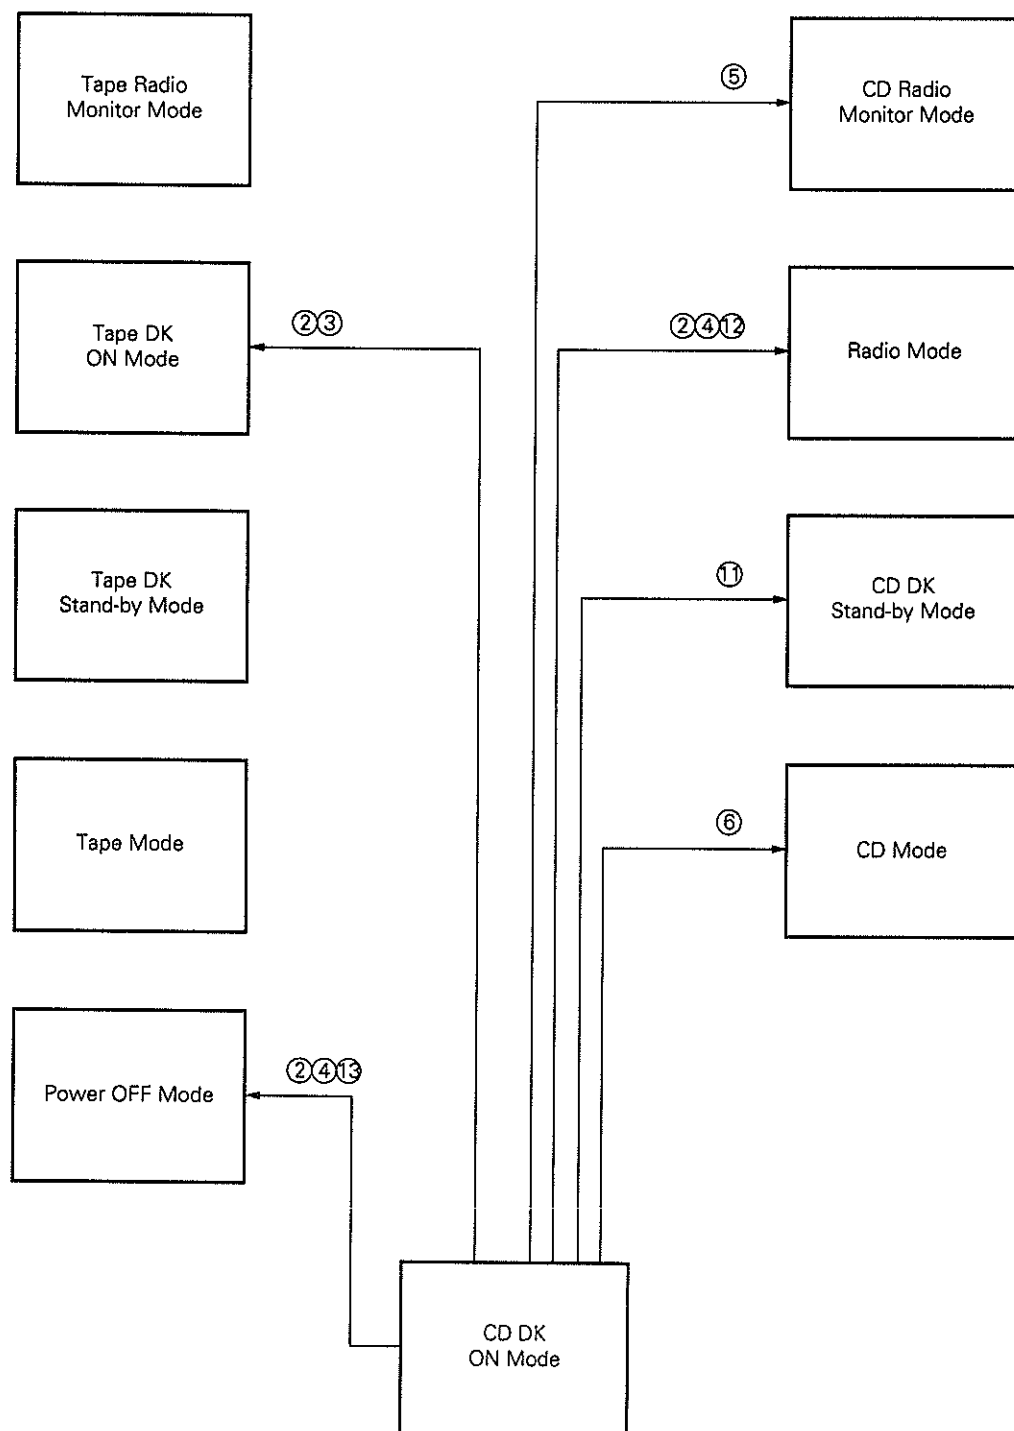 Tape Radio
Monitor Mode
⑤
CD Radio
Monitor Mode
Tape DK
ON Mode
②③
②④⑫
Radio Mode
Tape DK
Stand-by Mode
⑪
CD DK
Stand-by Mode
Tape Mode
⑥
CD Mode
Power OFF Mode
②④⑬
CD DK
ON Mode